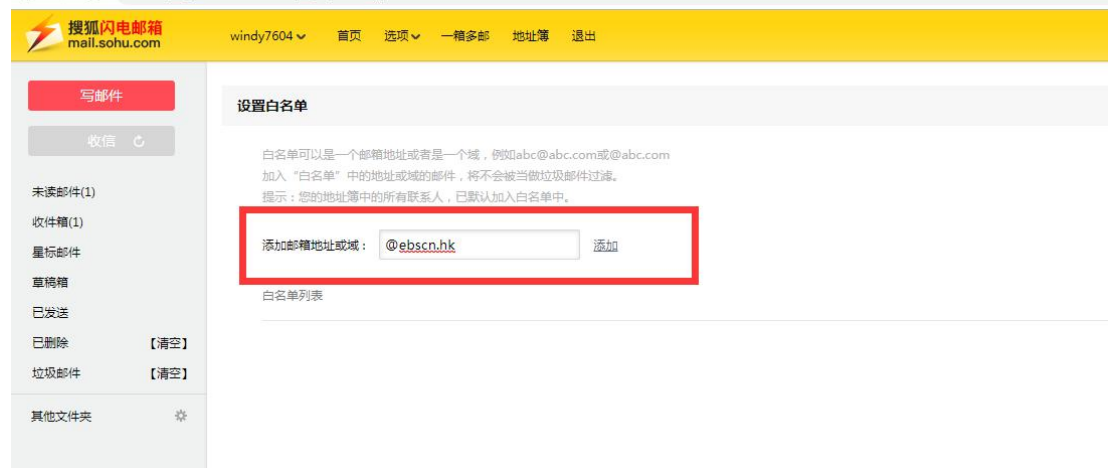 搜狐闪电邮箱
mail.sohu.com
windy7604 首页 选项 一箱多邮 地址簿 退出
写邮件
收信
未读邮件(1)
收件箱(1)
星标邮件
草稿箱
已发送
已删除 【清空】
垃圾邮件 【清空】
其他文件夹
设置白名单
白名单可以是一个邮箱地址或者是一个域，例如abc@abc.com或@abc.com
加入“白名单”中的地址或域的邮件，将不会被当做垃圾邮件过滤。
提示：您的地址簿中的所有联系人，已默认加入白名单中。
添加邮箱地址或域： @ebscn.hk 添加
白名单列表